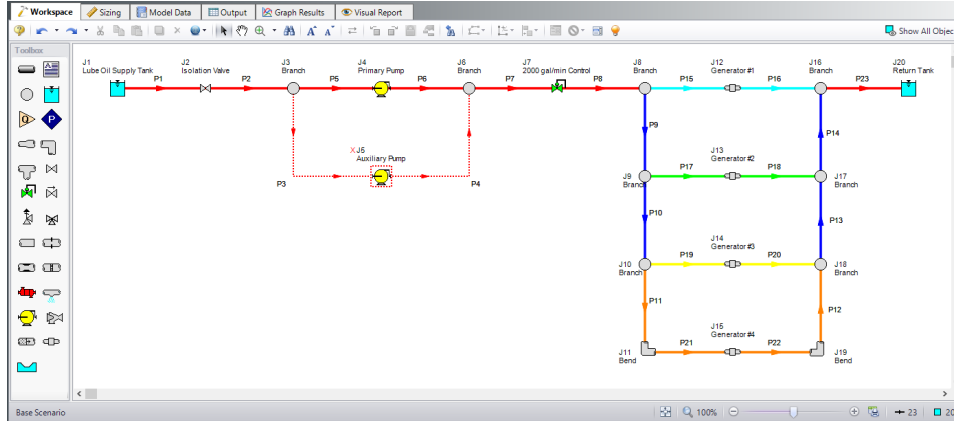 Workspace Sizing Model Data Output Graph Results Visual Report
A A Show All Objec
Toolbox
J1
Lube Oil Supply Tank
J2
Isolation Valve
J3
Branch
J4
Primary Pump
J6
Branch
J7
2000 gal/min Control
J8
Branch
J12
Generator #1
J16
Branch
J20
Return Tank
P1 P2 P5 P6 P7 P8 P15 P16 P23
P9 P14
X J5
Auxiliary Pump
P3 P4
J13
Generator #2
P17 P18
J9
Branch
J17
Branch
P10 P13
J14
Generator #3
P19 P20
J10
Branch
J18
Branch
P11 P12
J15
Generator #4
P21 P22
J11
Bend
J19
Bend
Base Scenario 100% 23 20